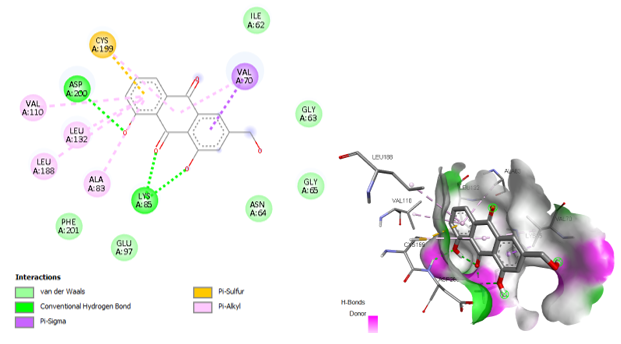 ILE
A:62
CYS
A:199
VAL
A:70
ASP
A:200
VAL
A:110
GLY
A:63
LEU
A:132
LEU
A:188
ALA
A:83
GLY
A:65
LYS
A:85
ASN
A:64
PHE
A:201
GLU
A:97
Interactions
van der Waals
Conventional Hydrogen Bond
Pi-Sigma
Pi-Sulfur
Pi-Alkyl
LEU188
VAL110
H-Bonds
Donor